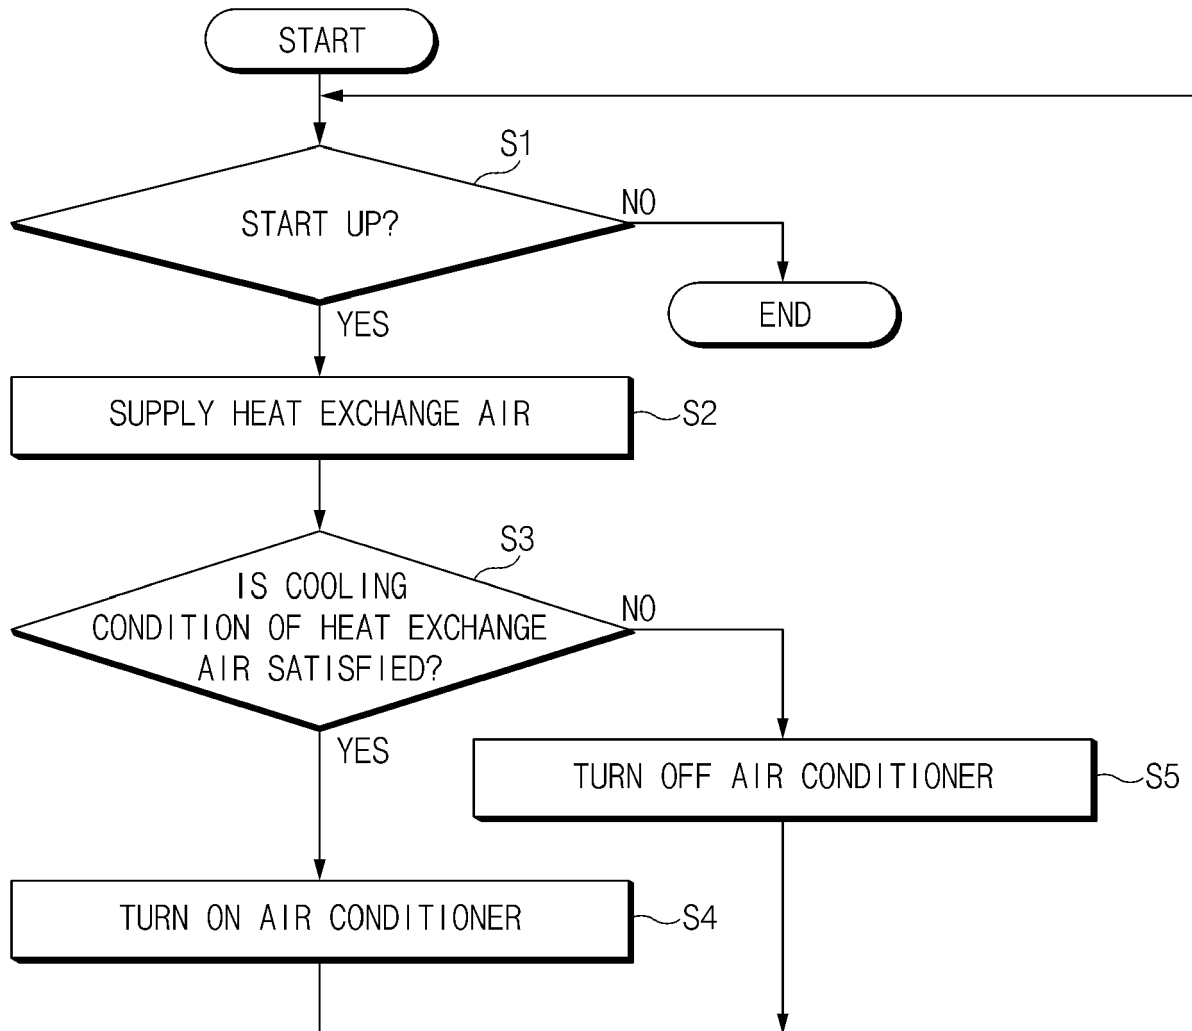 START
S1
START UP?
NO
END
YES
SUPPLY HEAT EXCHANGE AIR
S2
S3
IS COOLING
CONDITION OF HEAT EXCHANGE
AIR SATISFIED?
NO
YES
TURN OFF AIR CONDITIONER
S5
TURN ON AIR CONDITIONER
S4